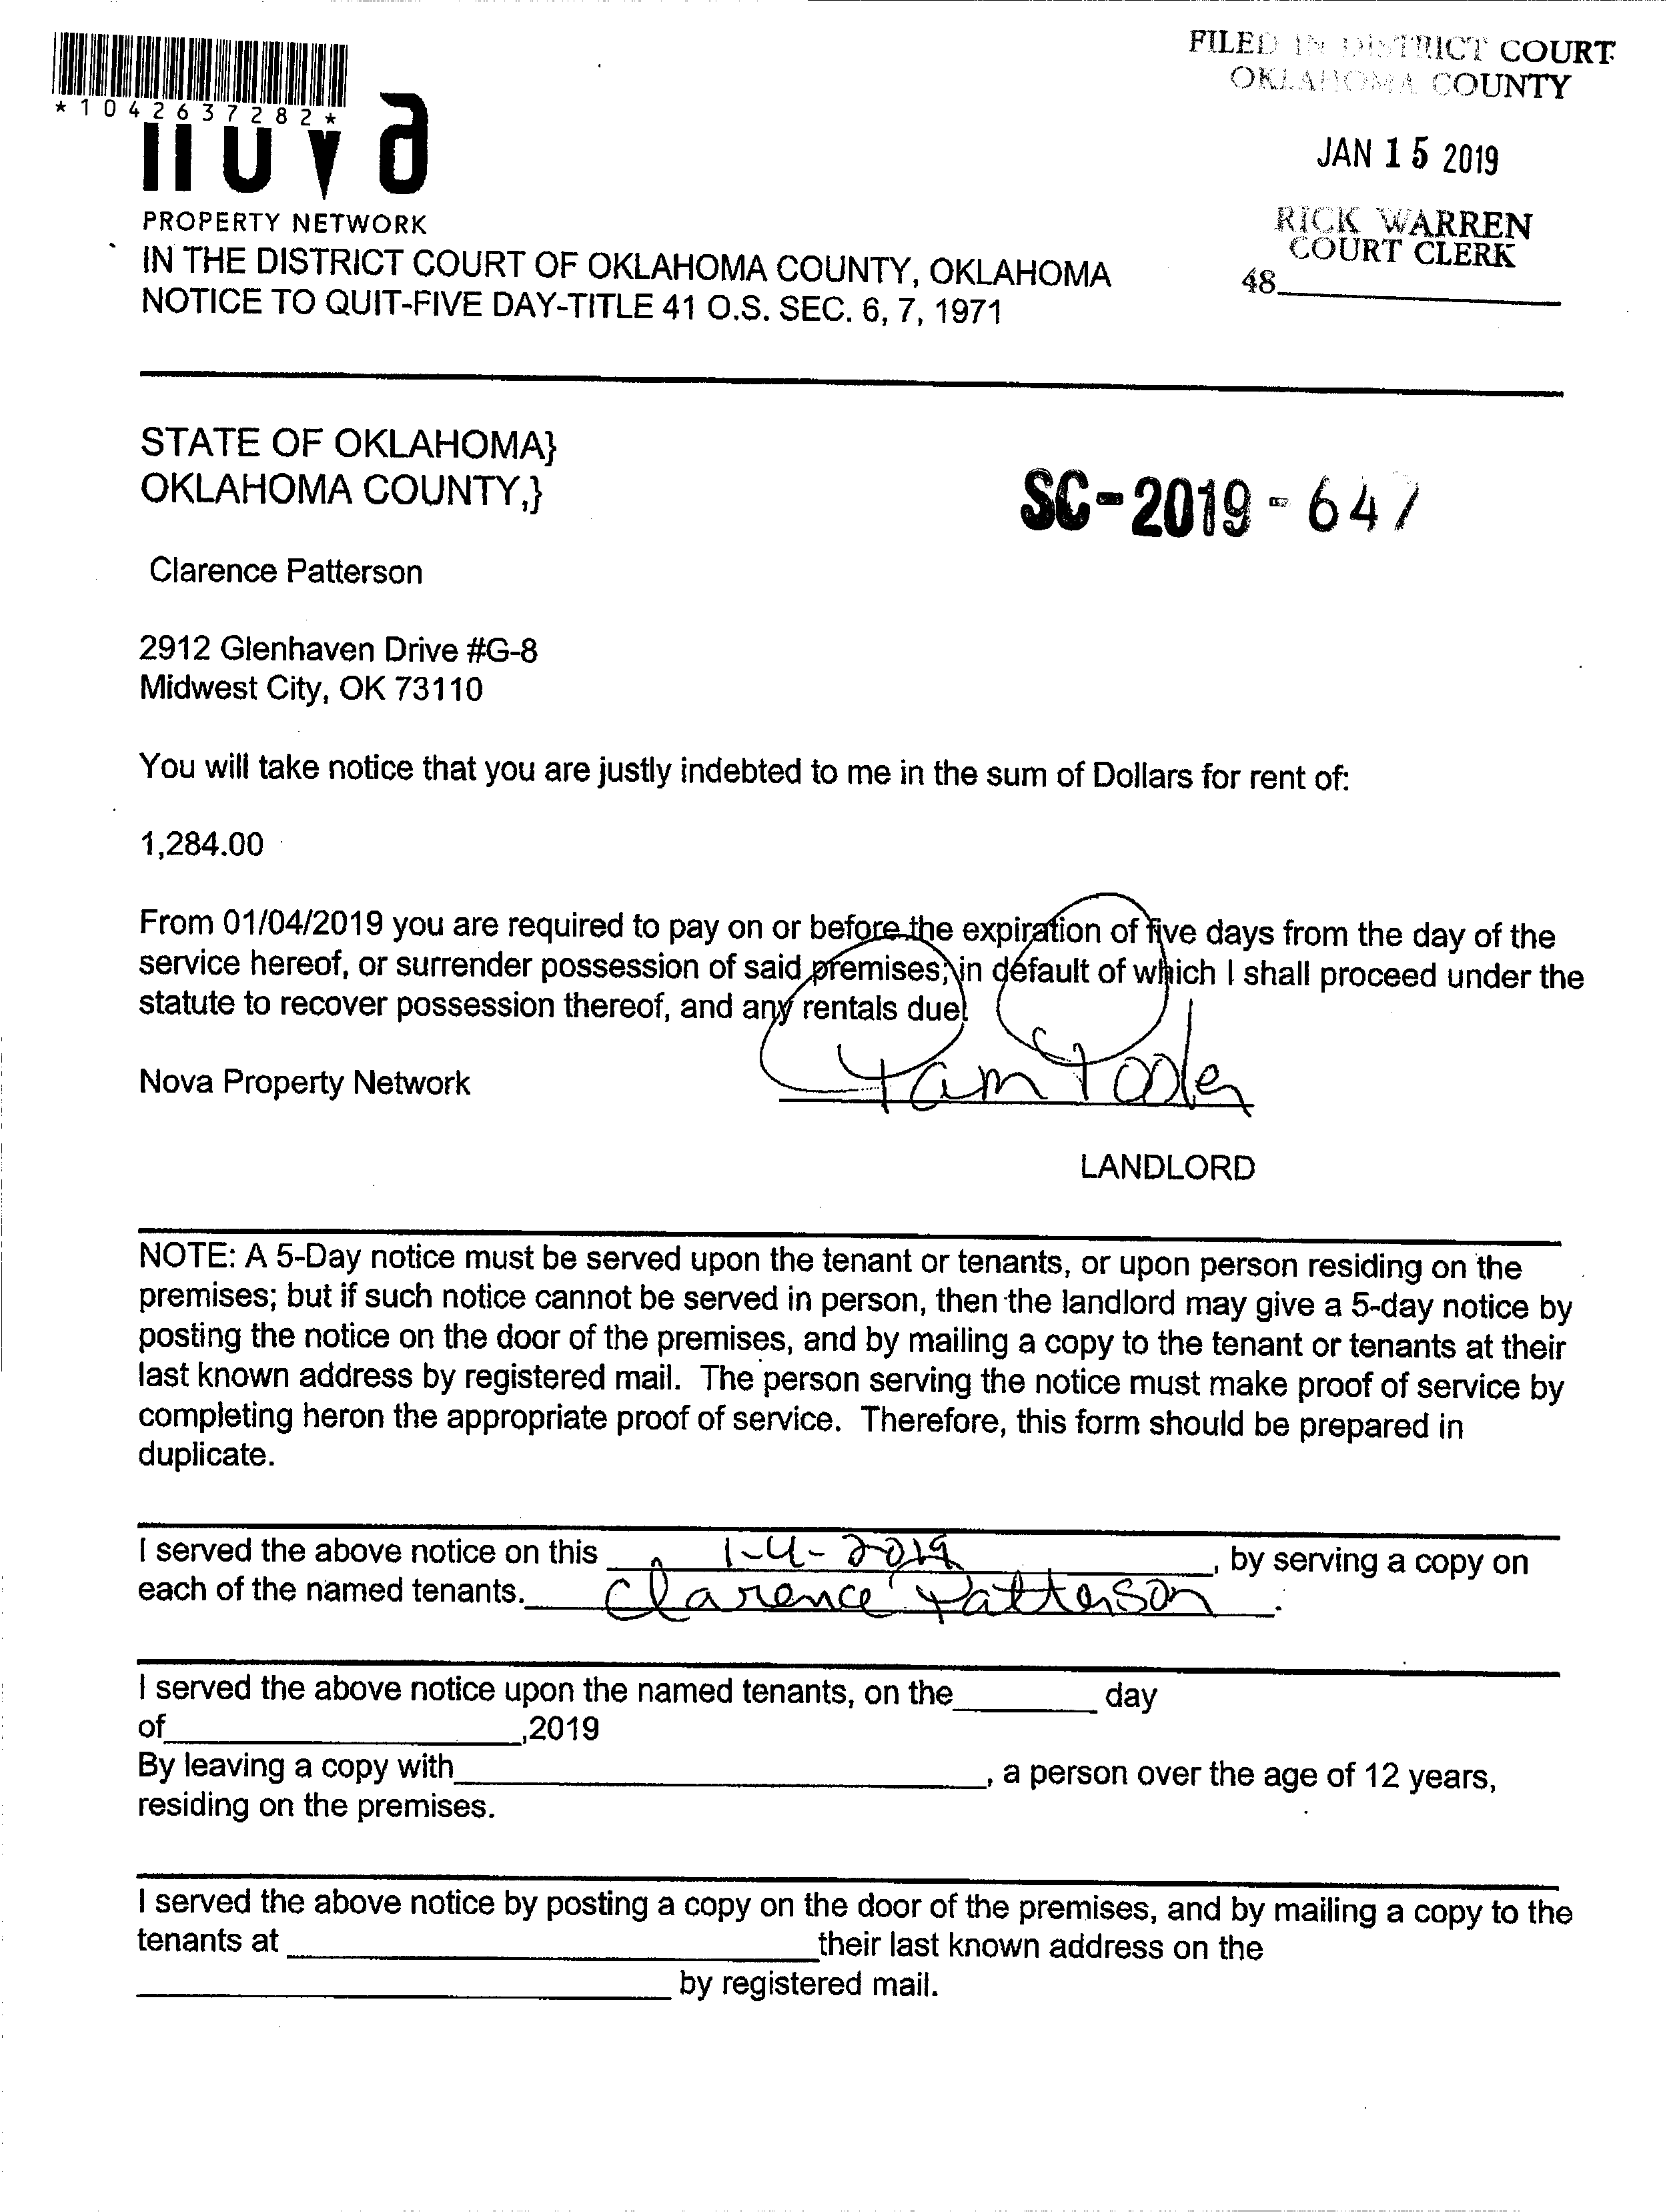 FILED IN DISTRICT COURT
OKLAHOMA COUNTY
*1042637282*
nova
JAN 15 2019
PROPERTY NETWORK
RICK WARREN
COURT CLERK
IN THE DISTRICT COURT OF OKLAHOMA COUNTY, OKLAHOMA
48
NOTICE TO QUIT-FIVE DAY-TITLE 41 O.S. SEC. 6, 7, 1971
STATE OF OKLAHOMA}
OKLAHOMA COUNTY,}
SC-2019-647
Clarence Patterson
2912 Glenhaven Drive #G-8
Midwest City, OK 73110
You will take notice that you are justly indebted to me in the sum of Dollars for rent of:
1,284.00
From 01/04/2019 you are required to pay on or before the expiration of five days from the day of the
service hereof, or surrender possession of said premises; in default of which I shall proceed under the
statute to recover possession thereof, and any rentals due.
Nova Property Network
LANDLORD
NOTE: A 5-Day notice must be served upon the tenant or tenants, or upon person residing on the
premises; but if such notice cannot be served in person, then the landlord may give a 5-day notice by
posting the notice on the door of the premises, and by mailing a copy to the tenant or tenants at their
last known address by registered mail. The person serving the notice must make proof of service by
completing heron the appropriate proof of service. Therefore, this form should be prepared in
duplicate.
I served the above notice on this 1-4-2019, by serving a copy on
each of the named tenants. Clarence Patterson.
I served the above notice upon the named tenants, on the________ day
of____________________,2019
By leaving a copy with______________________________, a person over the age of 12 years,
residing on the premises.
I served the above notice by posting a copy on the door of the premises, and by mailing a copy to the
tenants at ______________________________their last known address on the
______________________________ by registered mail.